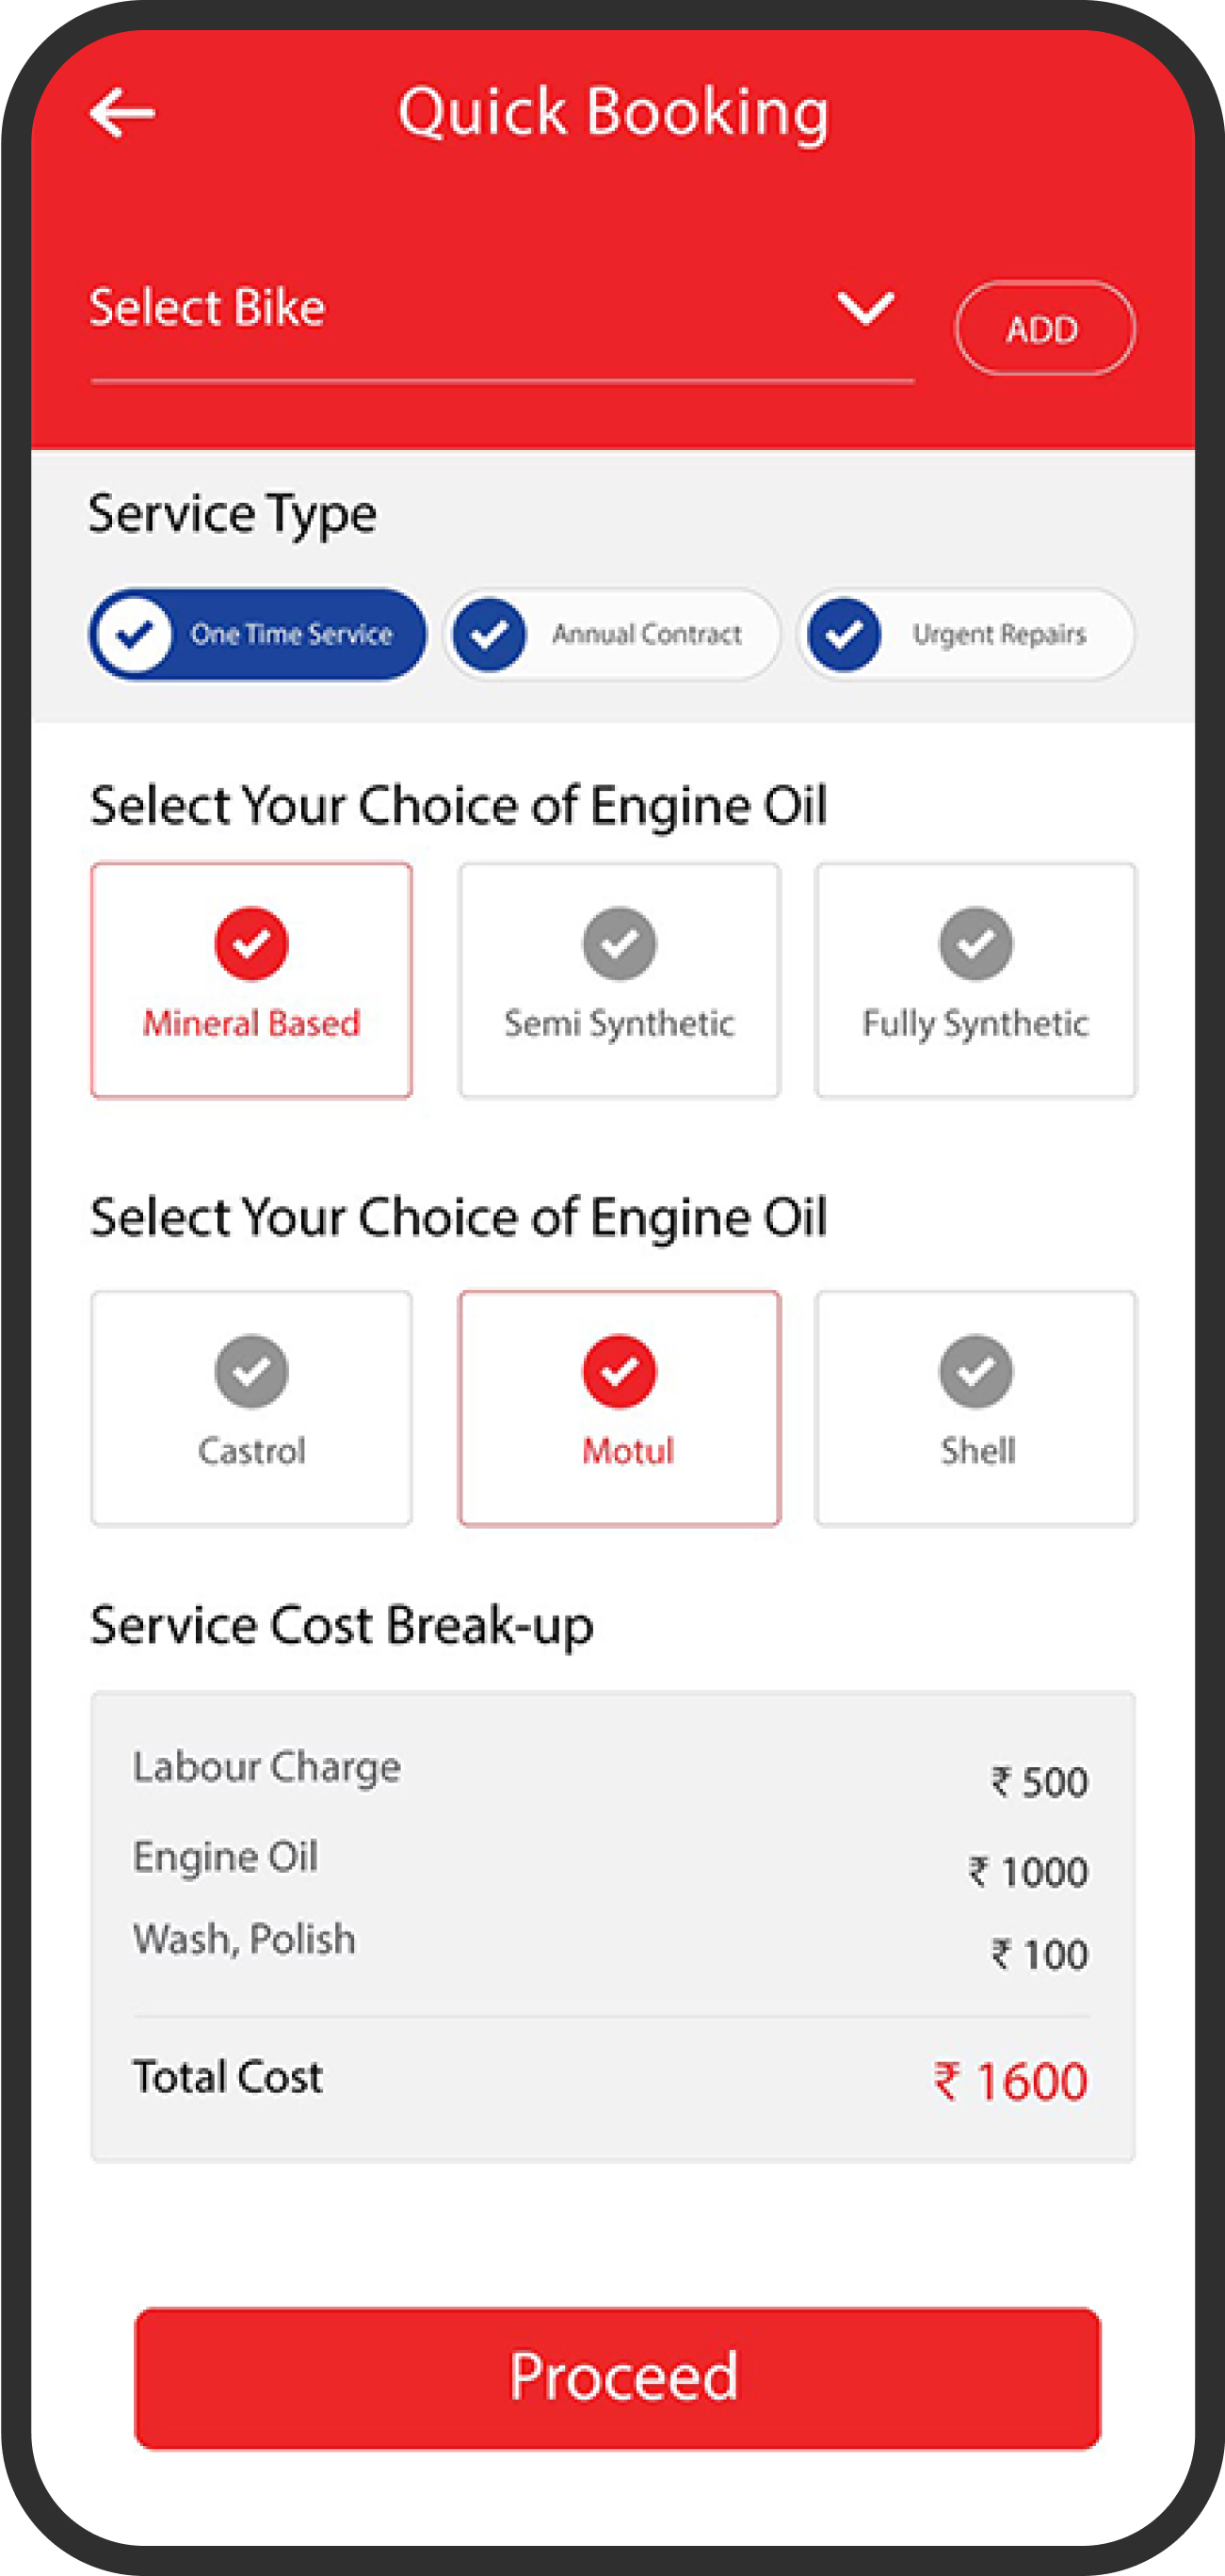 Quick Booking
Select Bike
ADD
Service Type
One Time Service
Annual Contract
Urgent Repairs
Select Your Choice of Engine Oil
Mineral Based
Semi Synthetic
Fully Synthetic
Select Your Choice of Engine Oil
Castrol
Motul
Shell
Service Cost Break-up
Labour Charge ₹ 500
Engine Oil ₹ 1000
Wash, Polish ₹ 100
Total Cost ₹ 1600
Proceed